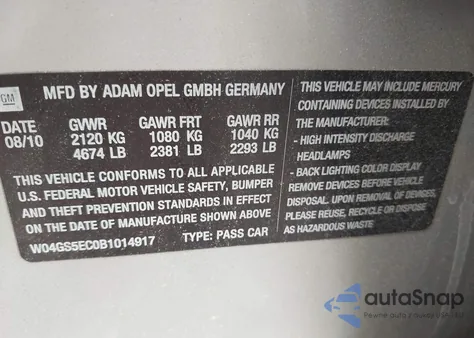 GM
MFD BY ADAM OPEL GMBH GERMANY
DATE GVWR GAWR FRT GAWR RR
08/10 2120 KG 1080 KG 1040 KG
4674 LB 2381 LB 2293 LB
THIS VEHICLE CONFORMS TO ALL APPLICABLE
U.S. FEDERAL MOTOR VEHICLE SAFETY, BUMPER
AND THEFT PREVENTION STANDARDS IN EFFECT
ON THE DATE OF MANUFACTURE SHOWN ABOVE
W04GS5EC0B1014917 TYPE: PASS CAR
THIS VEHICLE MAY INCLUDE MERCURY
CONTAINING DEVICES INSTALLED BY
THE MANUFACTURER:
- HIGH INTENSITY DISCHARGE
HEADLAMPS
- BACK LIGHTING COLOR DISPLAY
REMOVE DEVICES BEFORE VEHICLE
DISPOSAL. UPON REMOVAL OF DEVICES,
PLEASE REUSE, RECYCLE OR DISPOSE
AS HAZARDOUS WASTE
autoSnap
Pewne auto z aukcji USA!